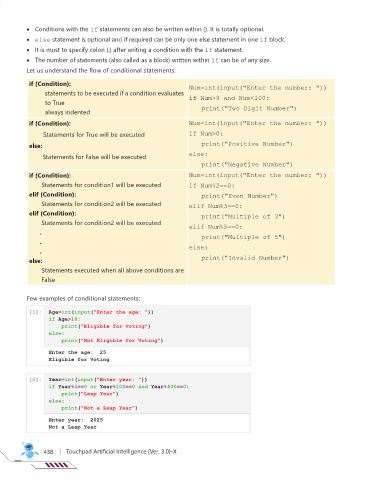 • Conditions with the if statements can also be written within (). It is totally optional.
• else statement is optional and if required can be only one else statement in one if block.
• It is must to specify colon (:) after writing a condition with the if statement.
• The number of statements (also called as a block) written within if can be of any size.
Let us understand the flow of conditional statements:
if (Condition):
statements to be executed if a condition evaluates
to True
always indented
Num=int(input("Enter the number: "))
if Num>9 and Num<100:
print("Two Digit Number")
if (Condition):
Statements for True will be executed
else:
Statements for False will be executed
Num=int(input("Enter the number: "))
if Num>0:
print("Positive Number")
else:
print("Negative Number")
if (Condition):
Statements for condition1 will be executed
elif (Condition):
Statements for condition2 will be executed
elif (Condition):
Statements for condition2 will be executed
.
.
.
else:
Statements executed when all above conditions are
False
Num=int(input("Enter the number: "))
if Num%2==0:
print("Even Number")
elif Num%3==0:
print("Multiple of 3")
elif Num%5==0:
print("Multiple of 5")
else:
print("Invalid Number")
Few examples of conditional statements:
[1]: Age=int(input("Enter the age: "))
if Age>18:
print("Eligible for Voting")
else:
print("Not Eligible for Voting")
Enter the age: 25
Eligible for Voting
[2]: Year=int(input("Enter year: "))
if Year%4==0 or Year%100==0 and Year%400==0:
print("Leap Year")
else:
print("Not a Leap Year")
Enter year: 2025
Not a Leap Year
438 | Touchpad Artificial Intelligence (Ver. 3.0)-X